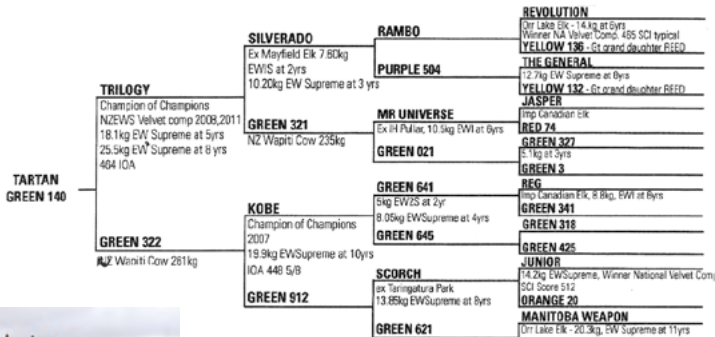 TARTAN
GREEN 140
TRILOGY
Champion of Champions
NZEWS Velvet comp 2008,2011
18.1kg EW Supreme at 5yrs
25.5kg EW Supreme at 8 yrs
464 IOA
GREEN 322
NZ Wapiti Cow 261kg
SILVERADO
Ex Mayfield Elk 7.60kg
EWIS at 2yrs
10.20kg EW Supreme at 3 yrs
GREEN 321
NZ Wapiti Cow 235kg
KOBE
Champion of Champions
2007
19.9kg EWSupreme at 10yrs
IOA 448 5/8
GREEN 912
RAMBO
PURPLE 504
MR UNIVERSE
Ex IH Pullar, 10.5kg EWI at 6yrs
GREEN 021
GREEN 641
5kg EW2S at 2yr
8.05kg EWSupreme at 4yrs
GREEN 645
SCORCH
ex Taringatura Park
13.85kg EWSupreme at 8yrs
GREEN 621
REVOLUTION
Orr Lake Elk - 14.kg at 6yrs
Winner NA Velvet Comp. 465 SCI typical
YELLOW 136 - Gt grand daughter REED
THE GENERAL
12.7kg EW Supreme at 8yrs
YELLOW 132 - Gt grand daughter REED
JASPER
Imp Canadian Elk
RED 74
GREEN 327
5.1kg at 3yrs
GREEN 3
REG
Imp Canadian Elk, 8.8kg, EWI at 6yrs
GREEN 341
GREEN 318
GREEN 425
JUNIOR
14.2kg EWSupreme, Winner National Velvet Comp
SCI Score 512
ORANGE 20
MANITOBA WEAPON
Orr Lake Elk - 20.3kg, EW Supreme at 11yrs